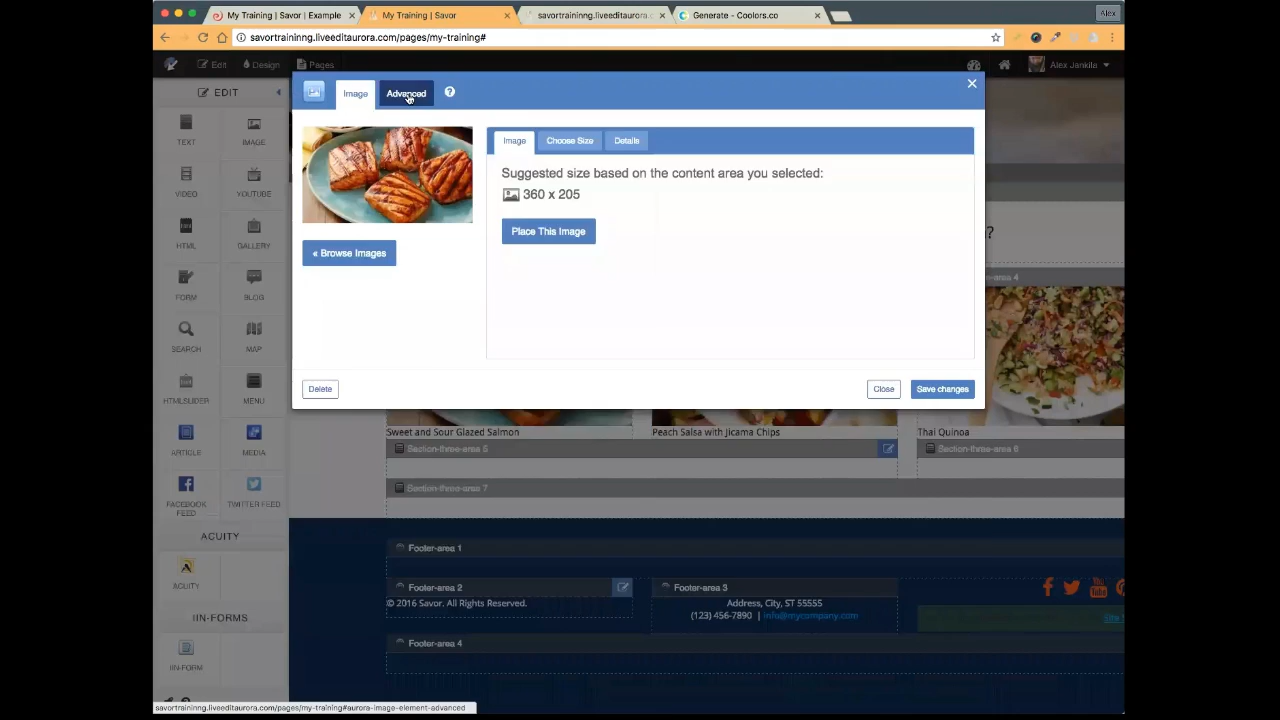 My Training | Savor | Example
My Training | Savor
savortraininng.liveeditaurora.c
Generate - Coolors.co
Alex
savortraininng.liveeditaurora.com/pages/my-training#
Edit
Design
Pages
Alex Jankila
EDIT
TEXT
IMAGE
VIDEO
YOUTUBE
HTML
GALLERY
FORM
BLOG
SEARCH
MAP
HTMLSLIDER
MENU
ARTICLE
MEDIA
FACEBOOK
FEED
TWITTER FEED
ACUITY
ACUITY
IIN-FORMS
IIN-FORM
Image
Advanced
?
Image
Choose Size
Details
Suggested size based on the content area you selected:
360 x 205
Place This Image
« Browse Images
Delete
Close
Save changes
?
area 4
Sweet and Sour Glazed Salmon
Peach Salsa with Jicama Chips
Thai Quinoa
Section-three-area 5
Section-three-area 6
Section-three-area 7
Footer-area 1
Footer-area 2
Footer-area 3
© 2016 Savor. All Rights Reserved.
Address, City, ST 55555
(123) 456-7890 | info@mycompany.com
You
Tube
Site
Footer-area 4
savortraininng.liveeditaurora.com/pages/my-training#aurora-image-element-advanced